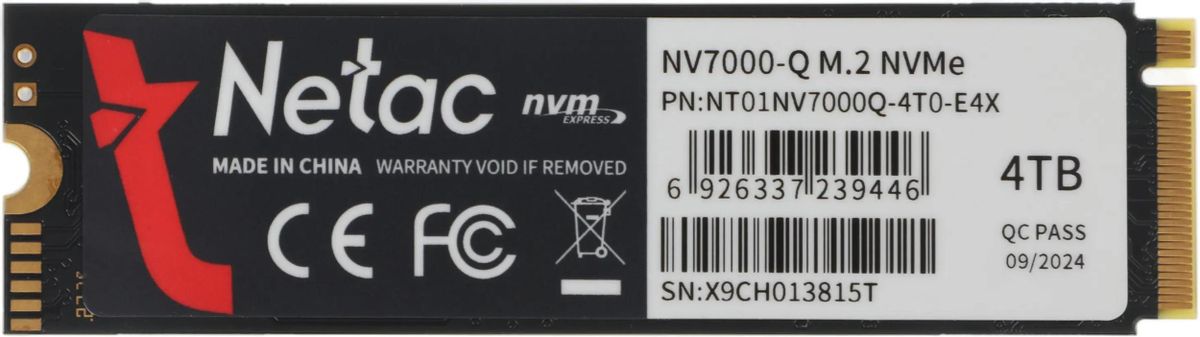 Netac
nvm
EXPRESS
MADE IN CHINA WARRANTY VOID IF REMOVED
CE FC
NV7000-Q M.2 NVMe
PN:NT01NV7000Q-4T0-E4X
6 926337 239446
4TB
QC PASS
09/2024
SN:X9CH013815T